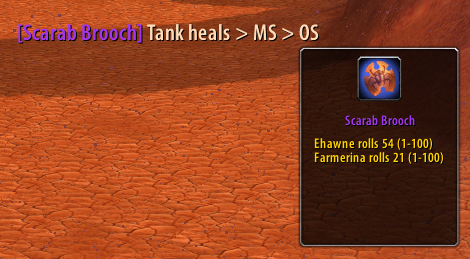 [Scarab Brooch] Tank heals > MS > OS
Scarab Brooch
Ehawne rolls 54 (1-100)
Farmerina rolls 21 (1-100)